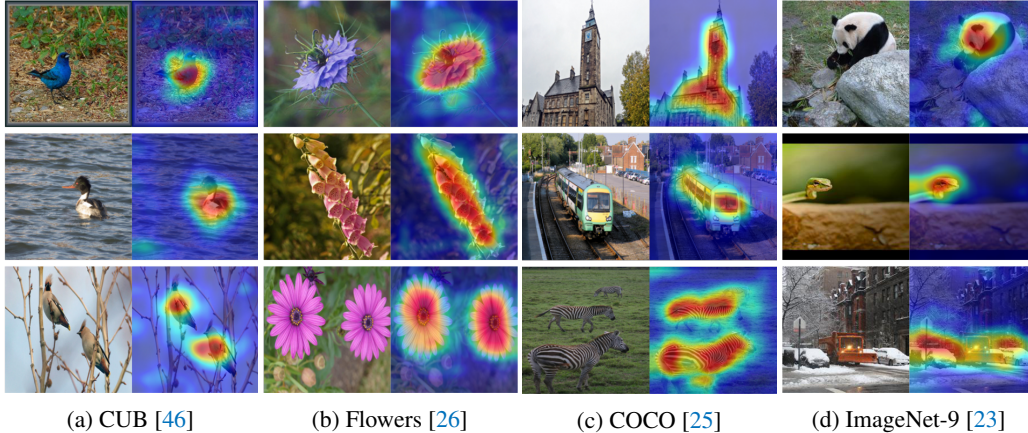 (a) CUB [46]
(b) Flowers [26]
(c) COCO [25]
(d) ImageNet-9 [23]